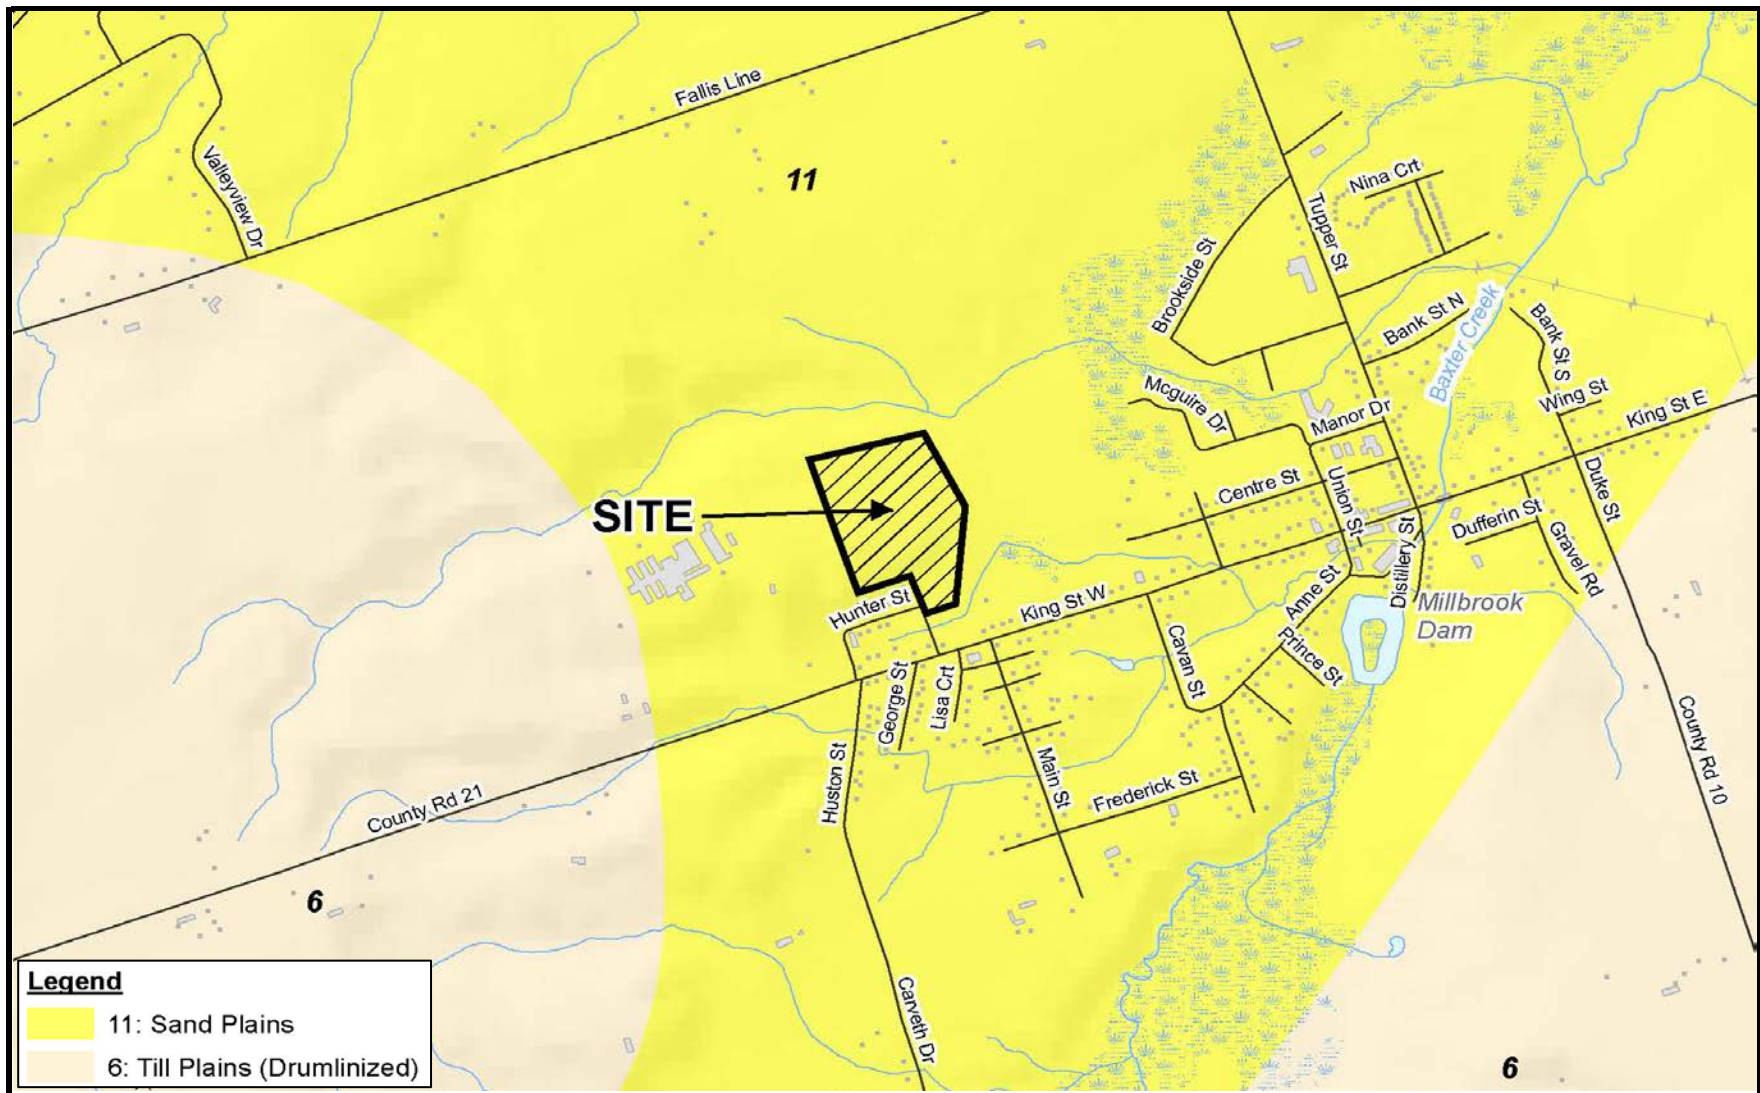 Fallis Line
Valleyview Dr
11
Nina Crt
Tupper St
Brookside St
Bank St N
Baxter Creek
Bank St S
Wing St
King St E
Mcguire Dr
Manor Dr
SITE
Centre St
Union St
Distillery St
Dufferin St
Duke St
Gravel Rd
Hunter St
King St W
Anne St
Millbrook
Dam
Prince St
Cavan St
George St
Lisa Crt
Huston St
Main St
Frederick St
County Rd 21
County Rd 10
6
Carveth Dr
6
Legend
11: Sand Plains
6: Till Plains (Drumlinized)